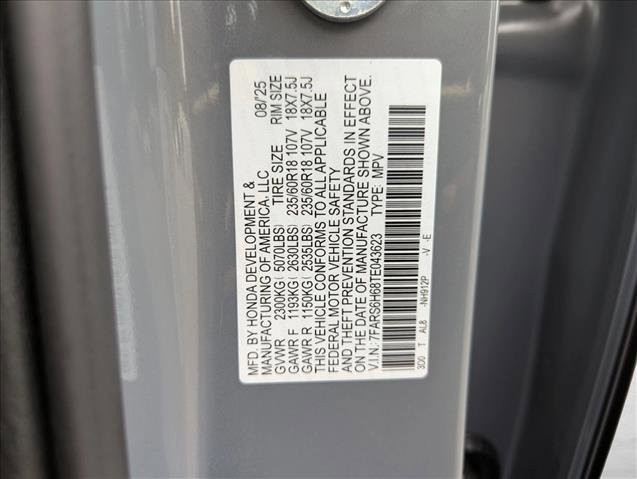 MFD. BY HONDA DEVELOPMENT & 08/25
MANUFACTURING OF AMERICA, LLC.
GVWR 2300KG( 5070LBS) TIRE SIZE RIM SIZE
GAWR F 1193KG( 2630LBS) 235/60R18 107V 18X7.5J
GAWR R 1150KG( 2535LBS) 235/60R18 107V 18X7.5J
THIS VEHICLE CONFORMS TO ALL APPLICABLE
FEDERAL MOTOR VEHICLE SAFETY
AND THEFT PREVENTION STANDARDS IN EFFECT
ON THE DATE OF MANUFACTURE SHOWN ABOVE.
V.I.N.: 7FARS6H68TE043623 TYPE: MPV
3D0 T AL8 -NH912P -V -E